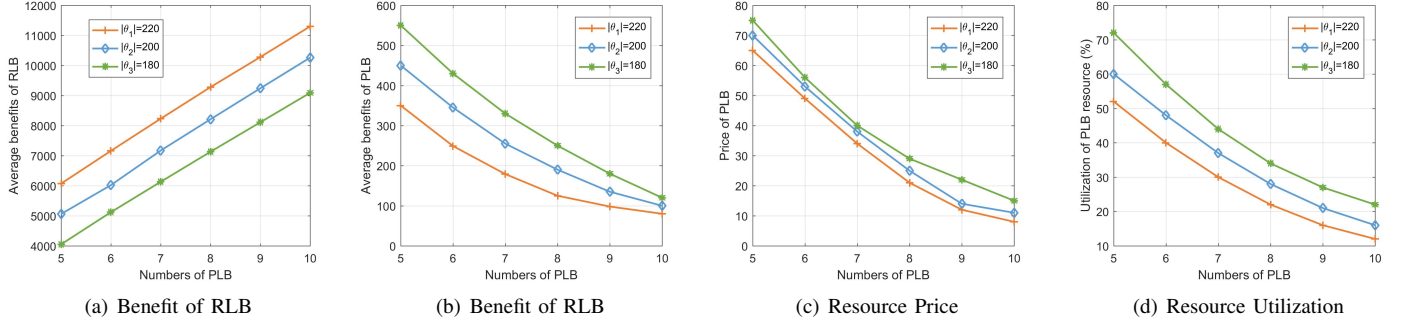 12000
11000
10000
9000
8000
7000
6000
5000
4000
Average benefits of RLB
|θ1|=220
|θ2|=200
|θ3|=180
5 6 7 8 9 10
Numbers of PLB
(a) Benefit of RLB
600
500
400
300
200
100
0
Average benefits of PLB
|θ1|=220
|θ2|=200
|θ3|=180
5 6 7 8 9 10
Numbers of PLB
(b) Benefit of RLB
80
70
60
50
40
30
20
10
0
Price of PLB
|θ1|=220
|θ2|=200
|θ3|=180
5 6 7 8 9 10
Numbers of PLB
(c) Resource Price
80
70
60
50
40
30
20
10
Utilization of PLB resource (%)
|θ1|=220
|θ2|=200
|θ3|=180
5 6 7 8 9 10
Numbers of PLB
(d) Resource Utilization